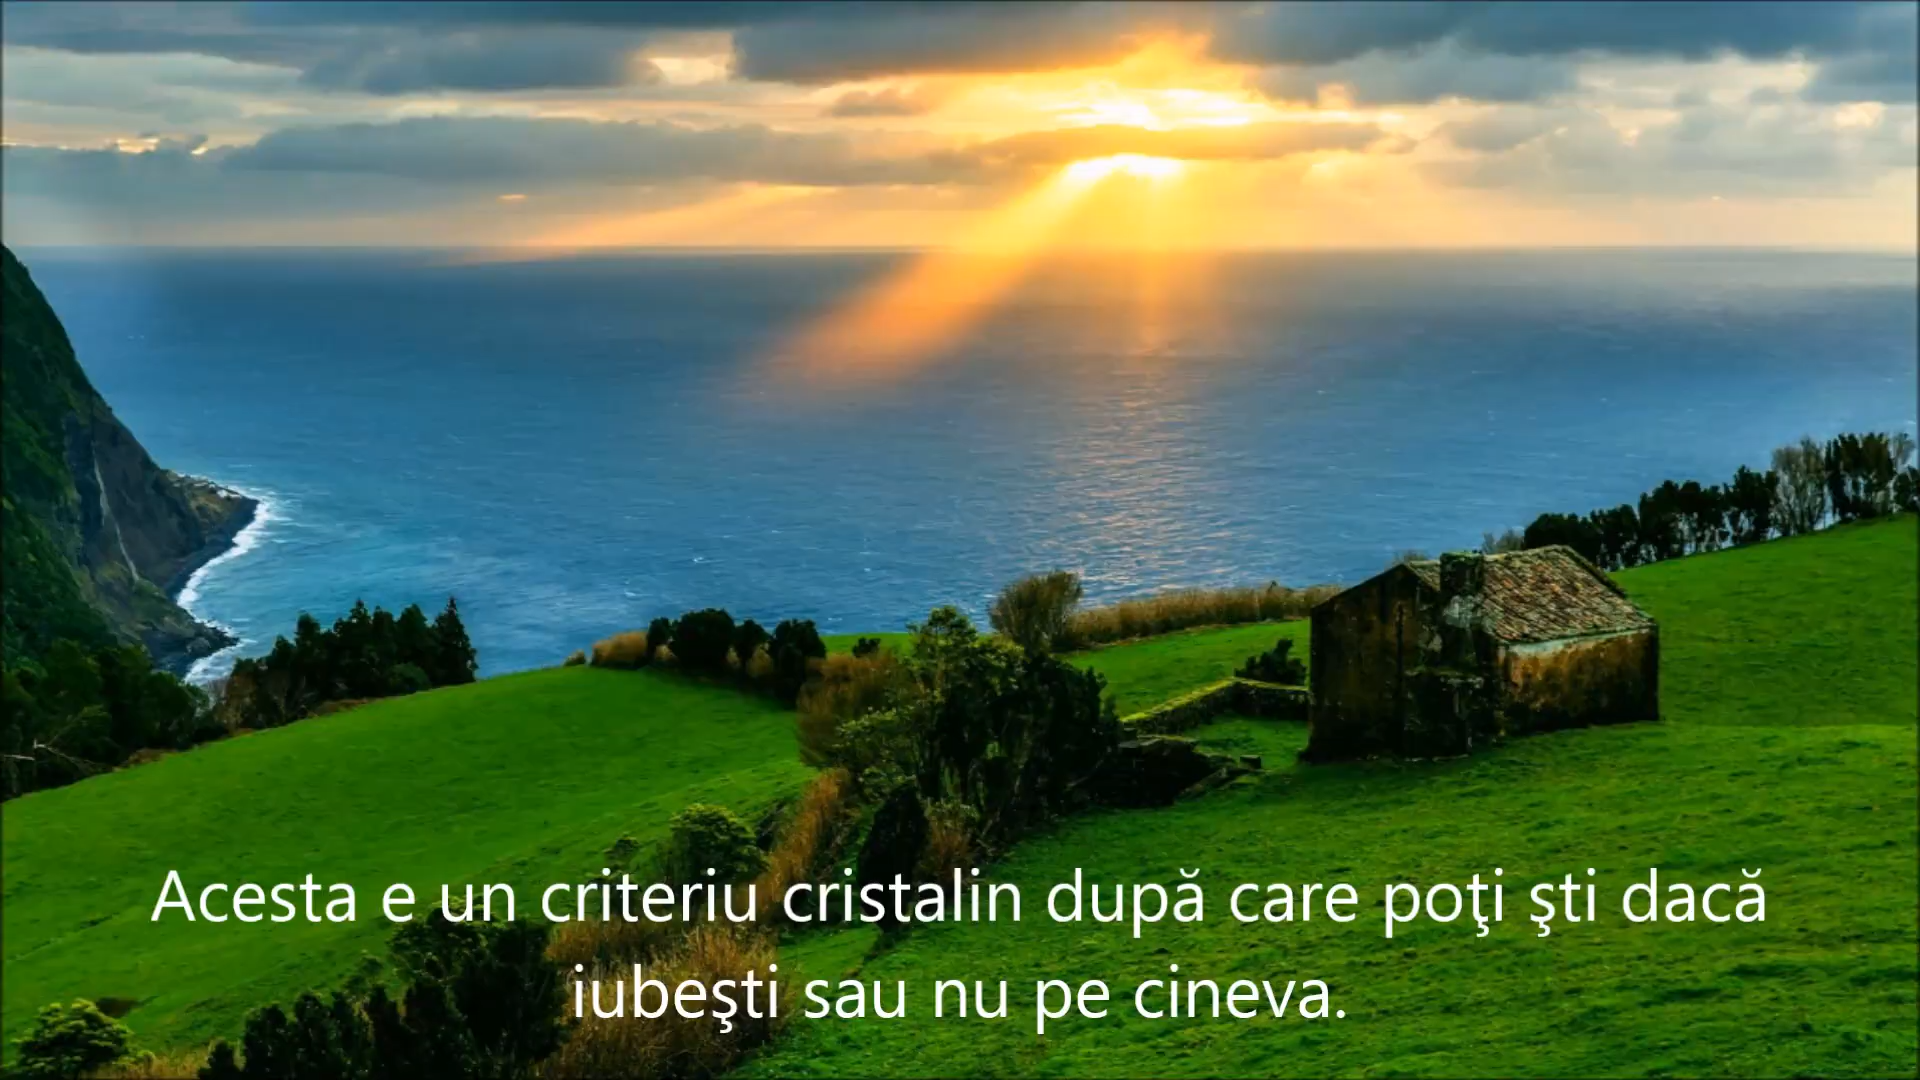 Acesta e un criteriu cristalin după care poţi şti dacă
iubeşti sau nu pe cineva.